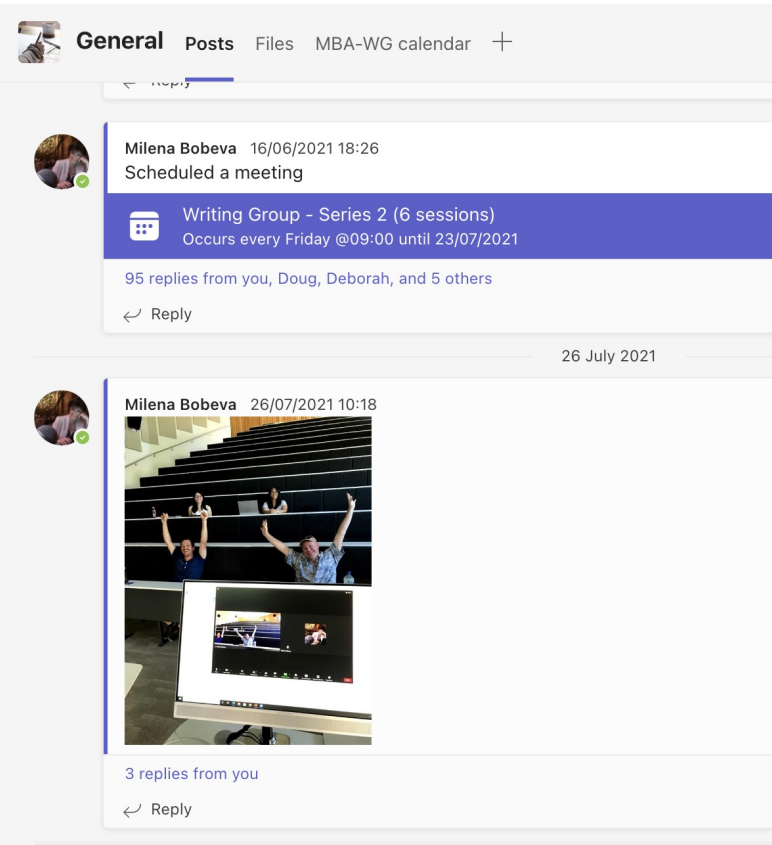 General Posts Files MBA-WG calendar
Reply
Milena Bobeva 16/06/2021 18:26
Scheduled a meeting
Writing Group - Series 2 (6 sessions)
Occurs every Friday @09:00 until 23/07/2021
95 replies from you, Doug, Deborah, and 5 others
Reply
26 July 2021
Milena Bobeva 26/07/2021 10:18
3 replies from you
Reply